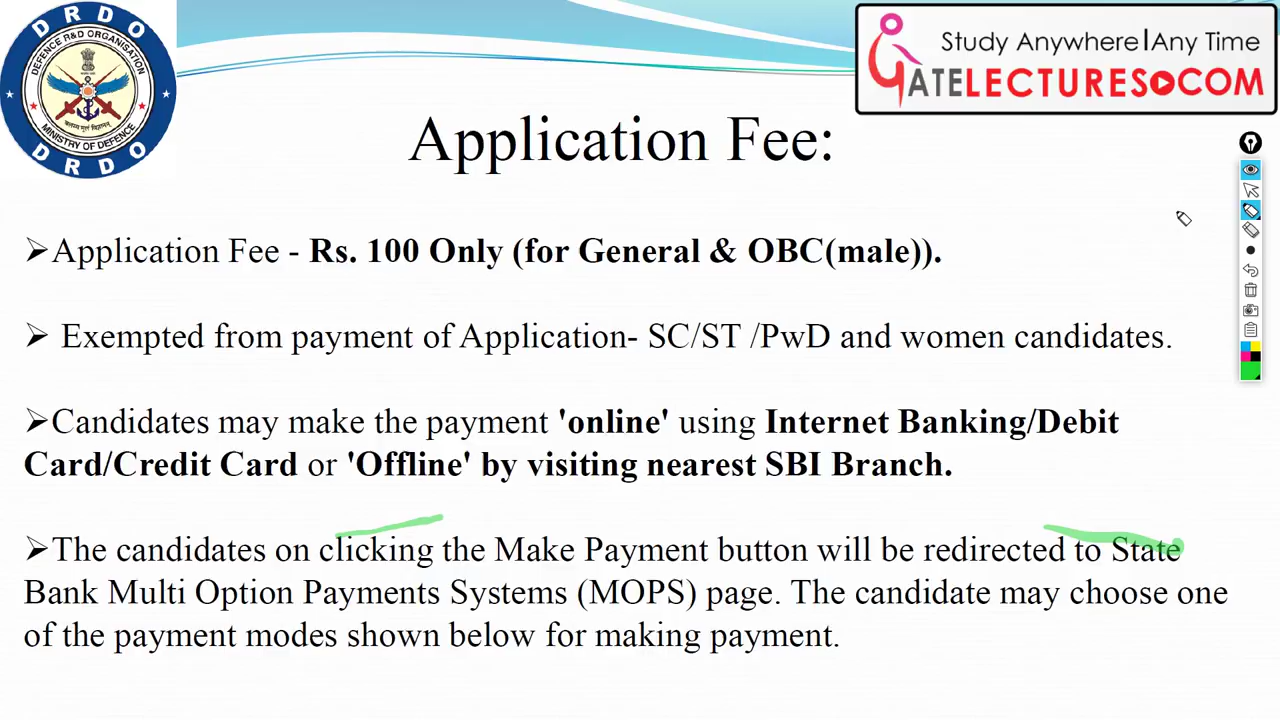 DRDO
DEFENCE R&D ORGANISATION
MINISTRY OF DEFENCE
DRDO
Study Anywhere|Any Time
GATELECTURES.COM
Application Fee:
➢Application Fee - Rs. 100 Only (for General & OBC(male)).
➢ Exempted from payment of Application- SC/ST /PwD and women candidates.
➢Candidates may make the payment 'online' using Internet Banking/Debit
Card/Credit Card or 'Offline' by visiting nearest SBI Branch.
➢The candidates on clicking the Make Payment button will be redirected to State
Bank Multi Option Payments Systems (MOPS) page. The candidate may choose one
of the payment modes shown below for making payment.